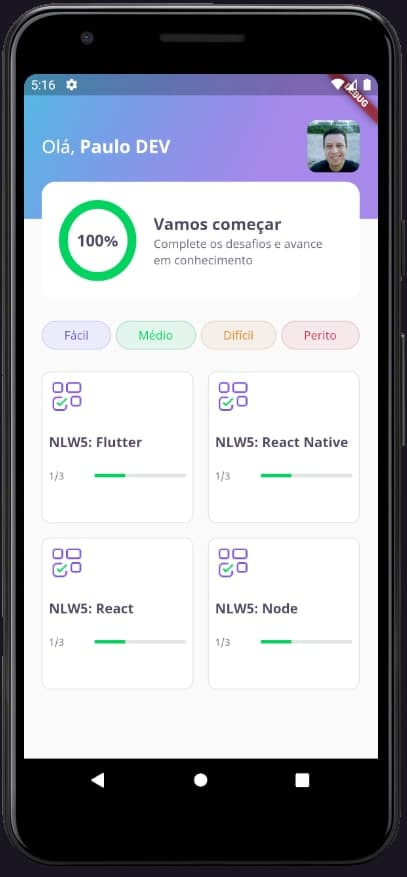 5:16
DEBUG
Olá, Paulo DEV
100%
Vamos começar
Complete os desafios e avance
em conhecimento
Fácil
Médio
Difícil
Perito
NLW5: Flutter
1/3
NLW5: React Native
1/3
NLW5: React
1/3
NLW5: Node
1/3